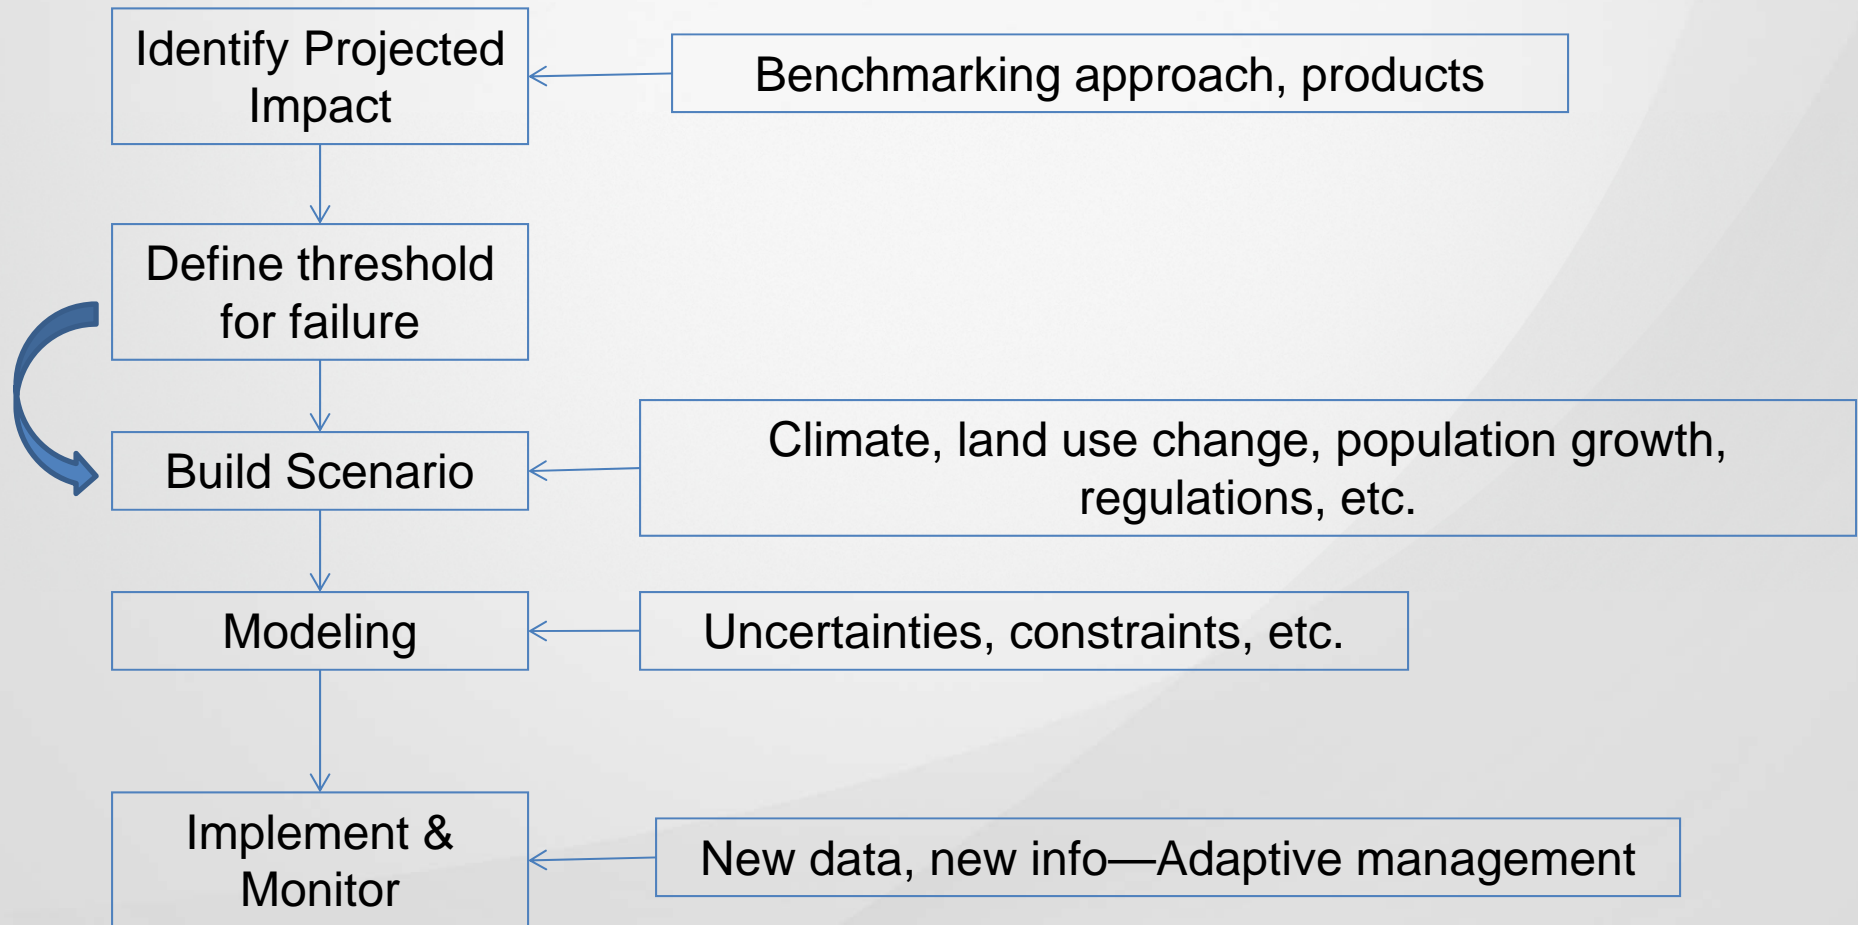 Identify Projected
Impact
Benchmarking approach, products
Define threshold
for failure
Build Scenario
Climate, land use change, population growth,
regulations, etc.
Modeling
Uncertainties, constraints, etc.
Implement &
Monitor
New data, new info—Adaptive management